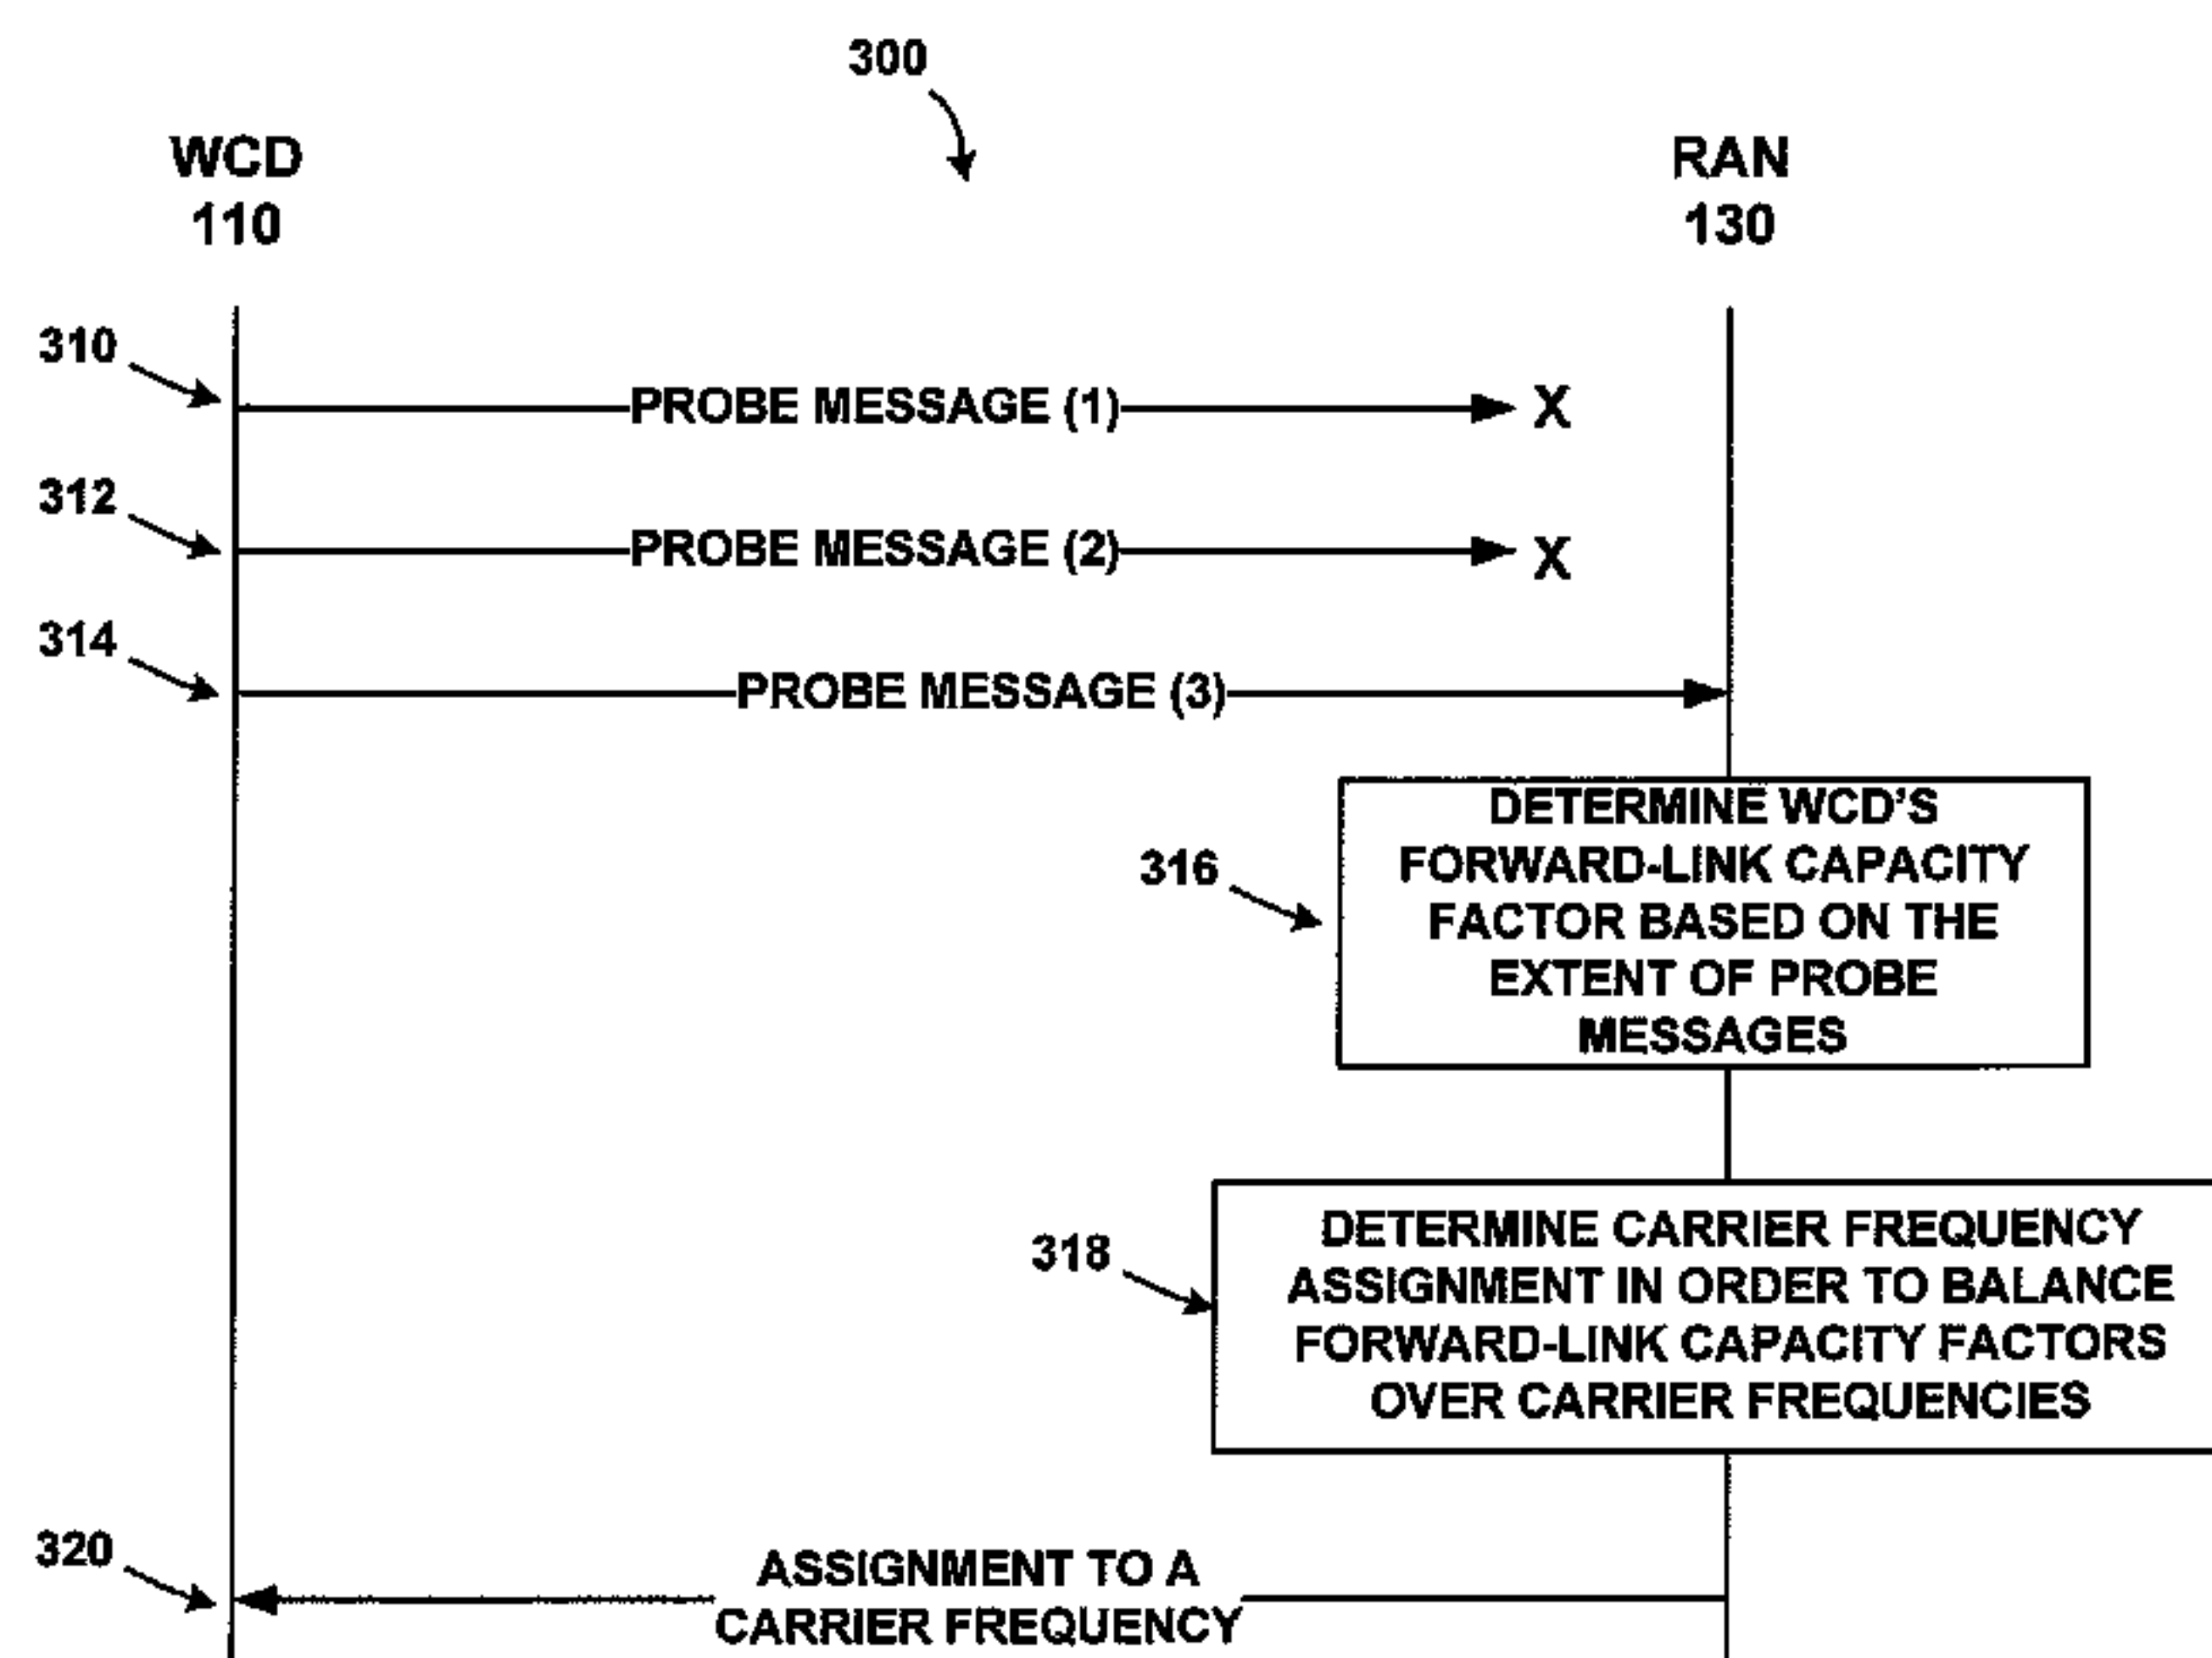 300
WCD
110
RAN
130
310
PROBE MESSAGE (1)
X
312
PROBE MESSAGE (2)
X
314
PROBE MESSAGE (3)
316
DETERMINE WCD'S
FORWARD-LINK CAPACITY
FACTOR BASED ON THE
EXTENT OF PROBE
MESSAGES
318
DETERMINE CARRIER FREQUENCY
ASSIGNMENT IN ORDER TO BALANCE
FORWARD-LINK CAPACITY FACTORS
OVER CARRIER FREQUENCIES
320
ASSIGNMENT TO A
CARRIER FREQUENCY